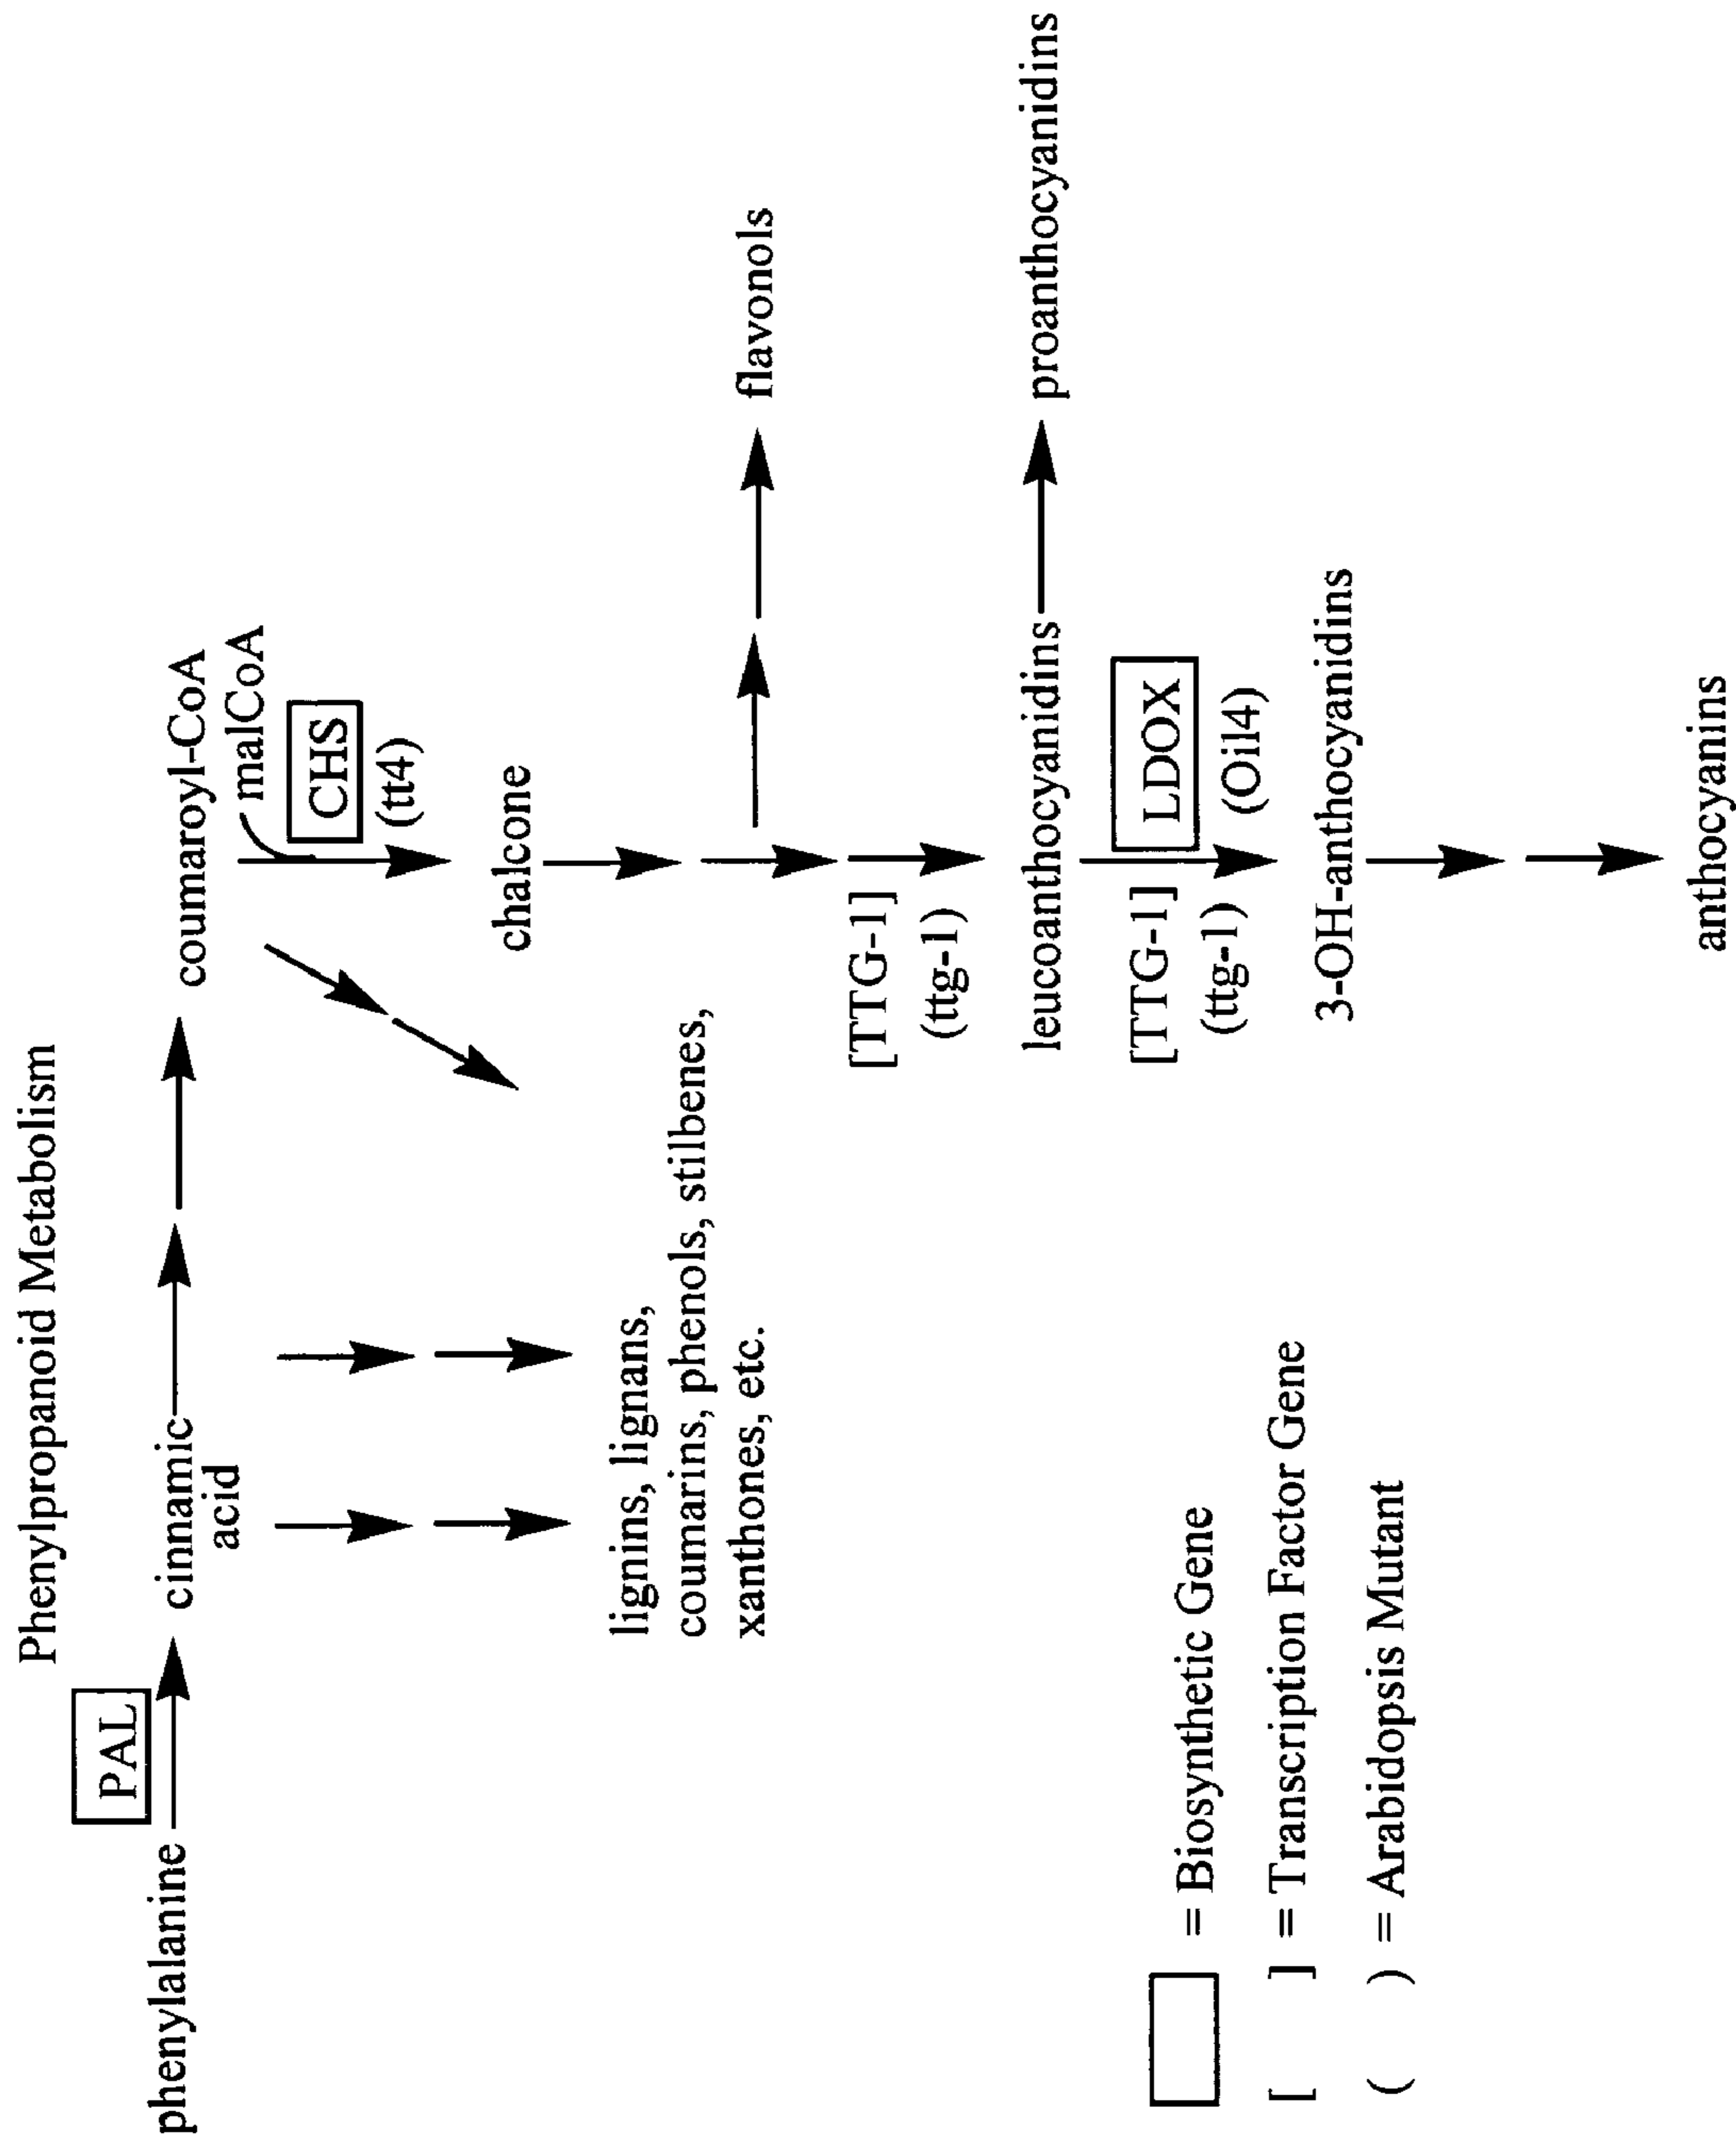 Phenylpropanoid Metabolism
PAL
phenylalanine
cinnamic
acid
coumaroyl-CoA
malCoA
CHS
(tt4)
chalcone
lignins, lignans,
coumarins, phenols, stilbenes,
xanthones, etc.
flavonols
[TTG-1]
(ttg-1)
leucoanthocyanidins
proanthocyanidins
[TTG-1]
(ttg-1)
LDOX
(Oil4)
3-OH-anthocyanidins
anthocyanins
= Biosynthetic Gene
[ ] = Transcription Factor Gene
( ) = Arabidopsis Mutant